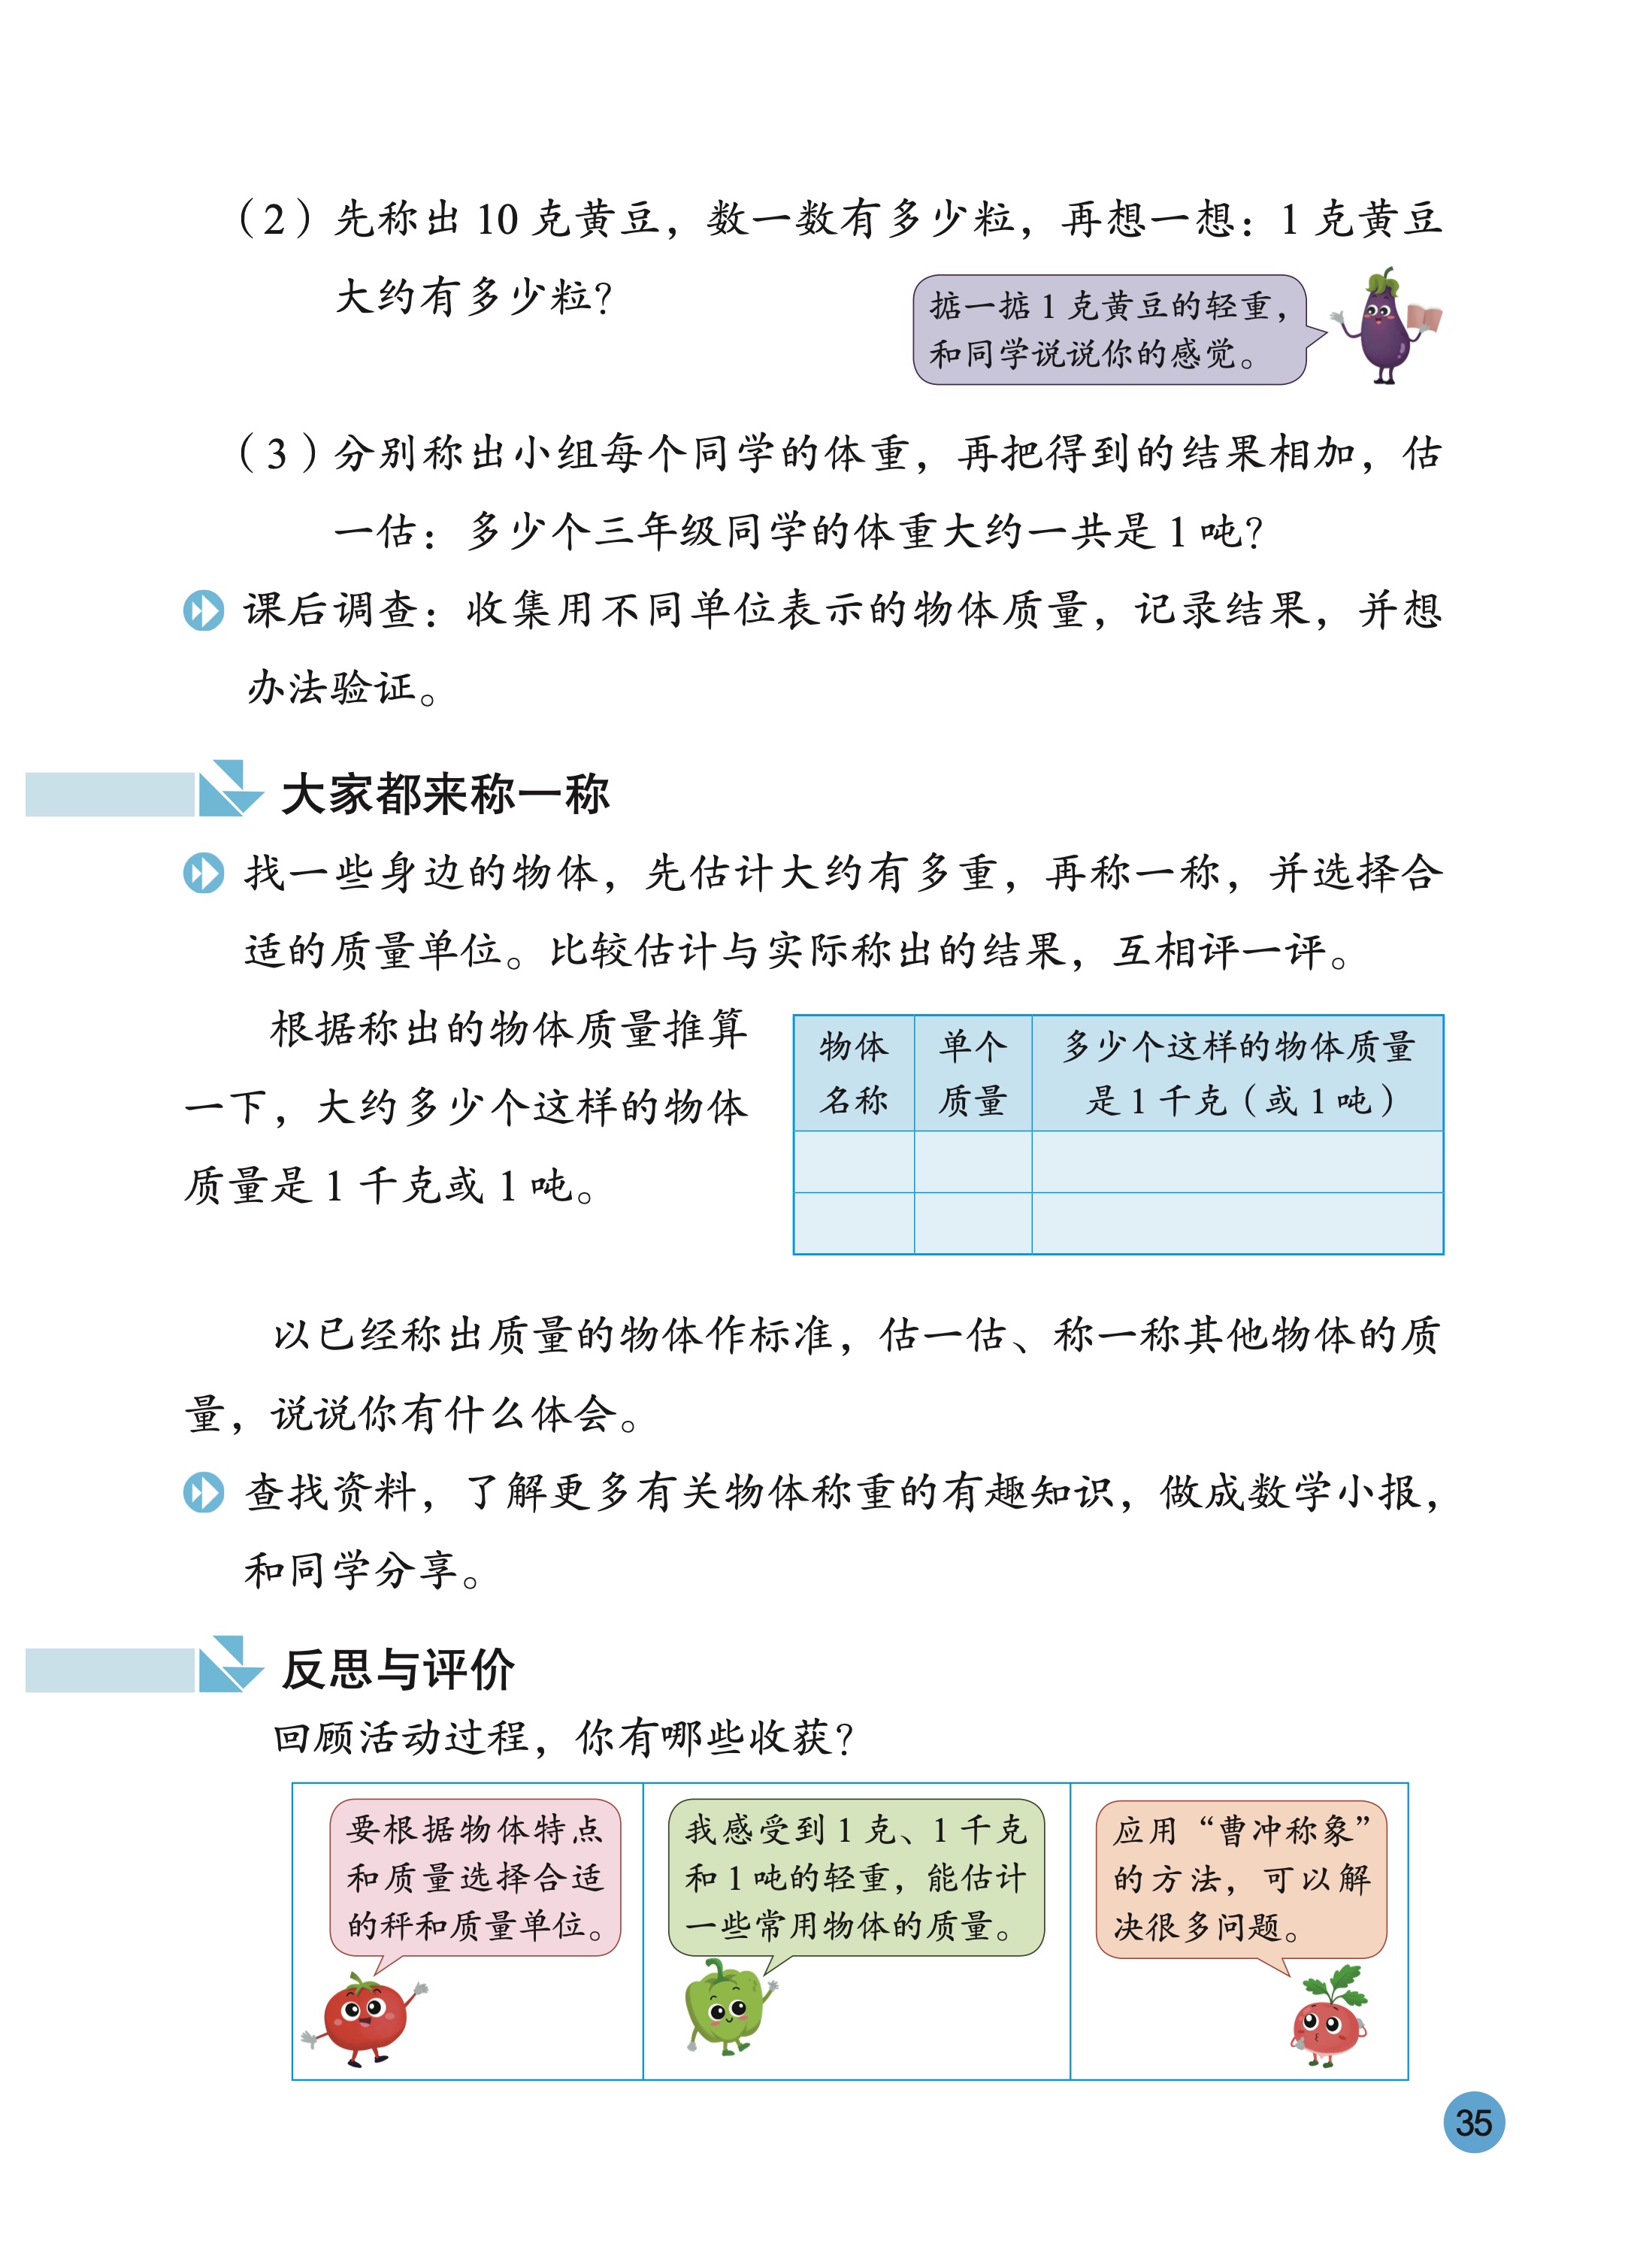 （2）先称出 10 克黄豆，数一数有多少粒，再想一想：1 克黄豆
大约有多少粒？
掂一掂 1 克黄豆的轻重，
和同学说说你的感觉。
（3）分别称出小组每个同学的体重，再把得到的结果相加，估
一估：多少个三年级同学的体重大约一共是 1 吨？
课后调查：收集用不同单位表示的物体质量，记录结果，并想
办法验证。
大家都来称一称
找一些身边的物体，先估计大约有多重，再称一称，并选择合
适的质量单位。比较估计与实际称出的结果，互相评一评。
根据称出的物体质量推算
一下，大约多少个这样的物体
质量是 1 千克或 1 吨。
物体
名称
单个
质量
多少个这样的物体质量
是 1 千克（或 1 吨）
以已经称出质量的物体作标准，估一估、称一称其他物体的质
量，说说你有什么体会。
查找资料，了解更多有关物体称重的有趣知识，做成数学小报，
和同学分享。
反思与评价
回顾活动过程，你有哪些收获？
要根据物体特点
和质量选择合适
的秤和质量单位。
我感受到 1 克、1 千克
和 1 吨的轻重，能估计
一些常用物体的质量。
应用“曹冲称象”
的方法，可以解
决很多问题。
35